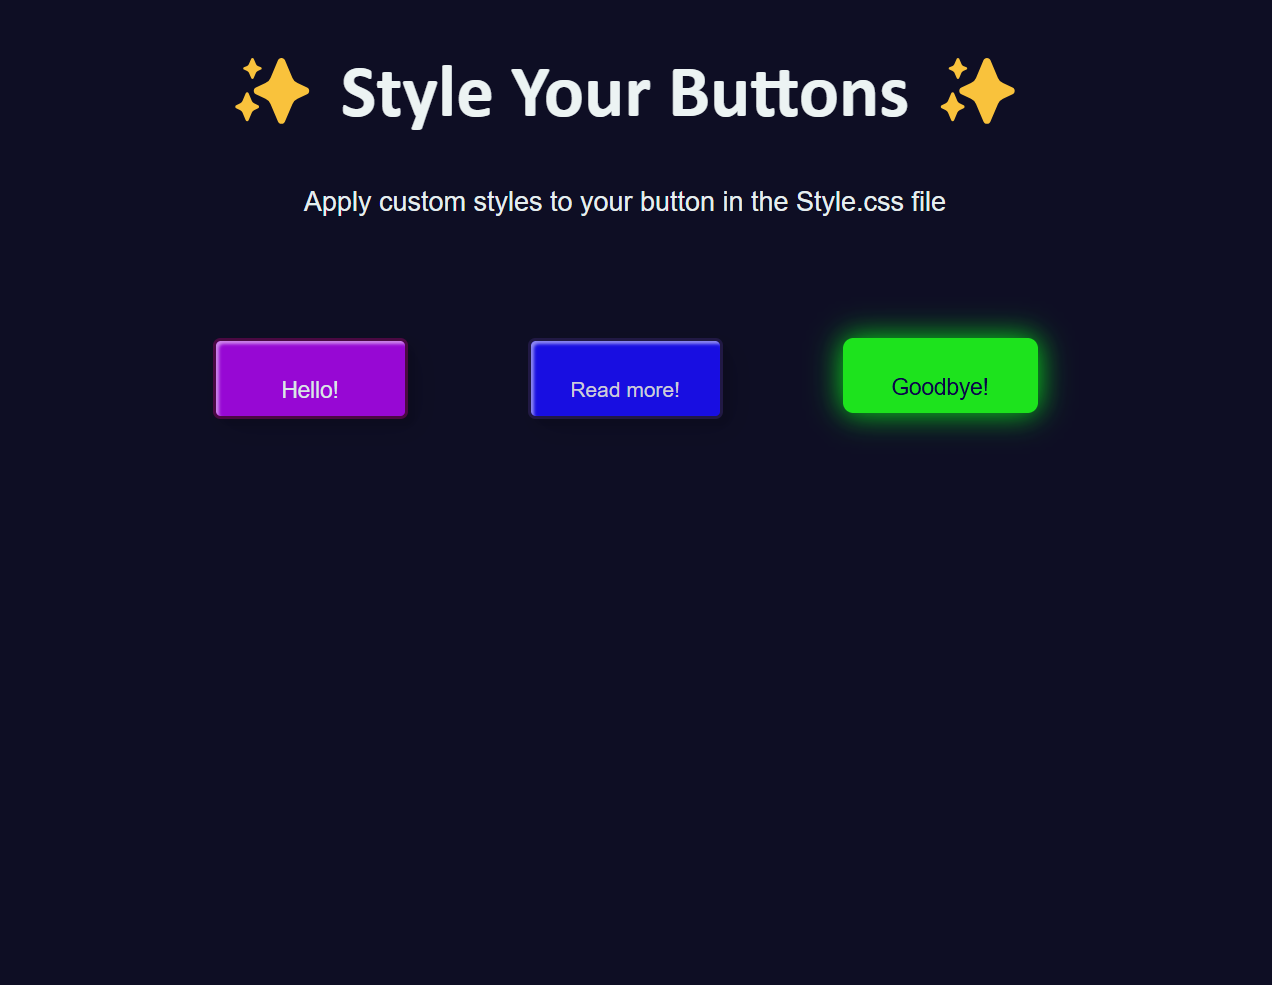 ✨ Style Your Buttons ✨
Apply custom styles to your button in the Style.css file
Hello!
Read more!
Goodbye!